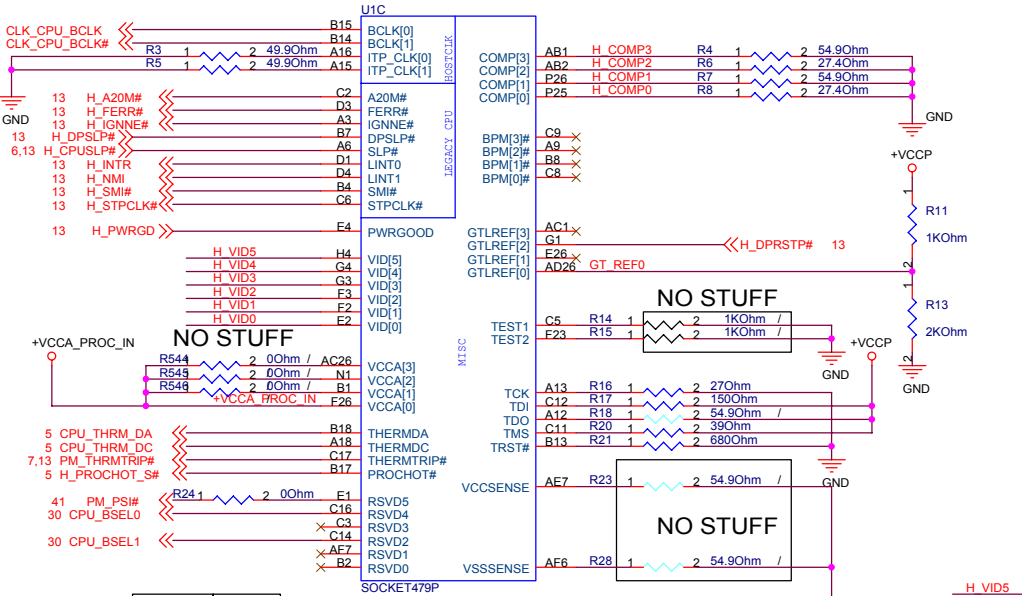 U1C
CLK_CPU_BCLK B15 BCLK[0]
CLK_CPU_BCLK# B14 BCLK[1]
R3 1 2 49.9Ohm A16 ITP_CLK[0]
R5 1 2 49.9Ohm A15 ITP_CLK[1]
HOSTCLK
GND
13 H_A20M# C2 A20M#
13 H_FERR# D3 FERR#
13 H_IGNNE# A3 IGNNE#
13 H_DPSLP# B7 DPSLP#
6,13 H_CPUSLP# A6 SLP#
13 H_INTR D1 LINT0
13 H_NMI D4 LINT1
13 H_SMI# B4 SMI#
13 H_STPCLK# C6 STPCLK#
LEGACY CPU
13 H_PWRGD E4 PWRGOOD
H_VID5 H4 VID[5]
H_VID4 G4 VID[4]
H_VID3 G3 VID[3]
H_VID2 F3 VID[2]
H_VID1 F2 VID[1]
H_VID0 E2 VID[0]
NO STUFF
+VCCA_PROC_IN
R544 1 2 0Ohm / AC26 VCCA[3]
R545 1 2 0Ohm / N1 VCCA[2]
R546 1 2 0Ohm / B1 VCCA[1]
+VCCA_PROC_IN F26 VCCA[0]
5 CPU_THRM_DA B18 THERMDA
5 CPU_THRM_DC A18 THERMDC
7,13 PM_THRMTRIP# C17 THERMTRIP#
5 H_PROCHOT_S# B17 PROCHOT#
41 PM_PSI# R24 1 2 0Ohm E1 RSVD5
30 CPU_BSEL0 C16 RSVD4
C3 RSVD3
30 CPU_BSEL1 C14 RSVD2
AF7 RSVD1
B2 RSVD0
SOCKET479P
MISC
COMP[3] AB1 H_COMP3 R4 1 2 54.9Ohm
COMP[2] AB2 H_COMP2 R6 1 2 27.4Ohm
COMP[1] P26 H_COMP1 R7 1 2 54.9Ohm
COMP[0] P25 H_COMP0 R8 1 2 27.4Ohm
GND
BPM[3]# C9
BPM[2]# A9
BPM[1]# B8
BPM[0]# C8
+VCCP
1
R11
1KOhm
2
GTLREF[3] AC1
GTLREF[2] G1 H_DPRSTP# 13
GTLREF[1] E26
GTLREF[0] AD26 GT_REF0
1
R13
2KOhm
2
GND
NO STUFF
TEST1 C5 R14 1 2 1KOhm /
TEST2 F23 R15 1 2 1KOhm /
GND
+VCCP
TCK A13 R16 1 2 27Ohm
TDI C12 R17 1 2 150Ohm
TDO A12 R18 1 2 54.9Ohm /
TMS C11 R20 1 2 39Ohm
TRST# B13 R21 1 2 680Ohm
GND
VCCSENSE AE7 R23 1 2 54.9Ohm /
NO STUFF
VSSSENSE AF6 R28 1 2 54.9Ohm /
H_VID5